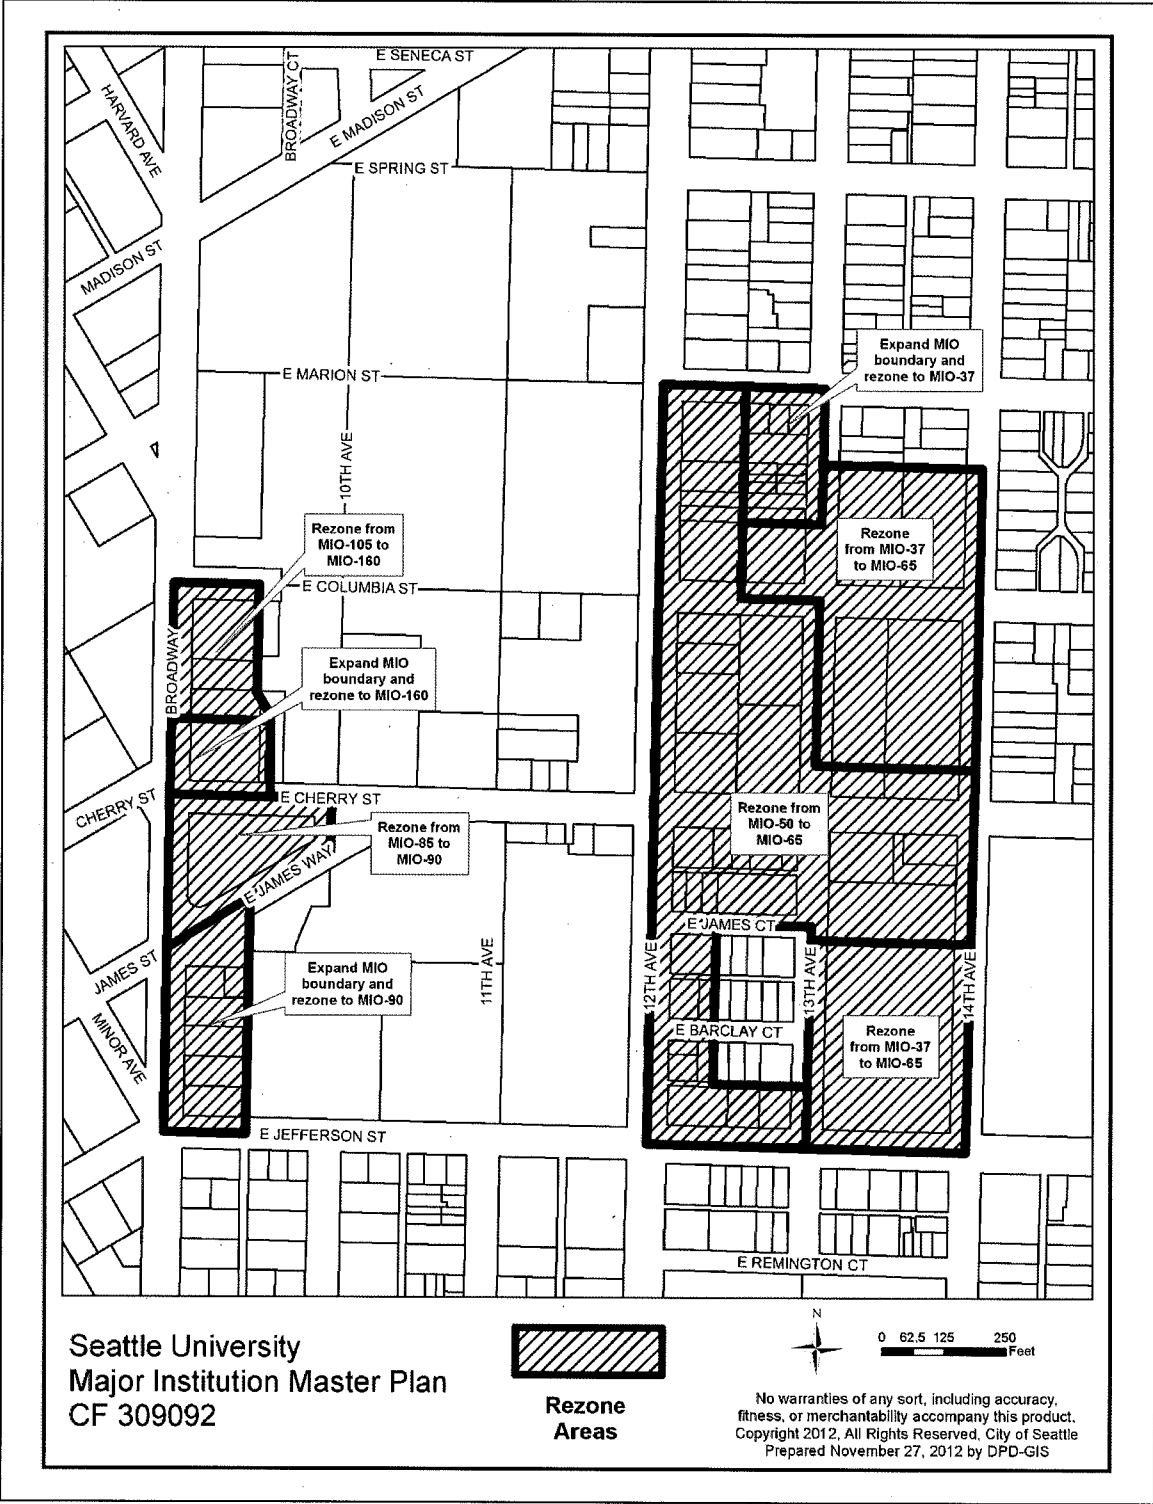 E SENECA ST
BROADWAY CT
HARVARD AVE
E MADISON ST
E SPRING ST
MADISON ST
Expand MIO
boundary and
rezone to MIO-37
E MARION ST
10TH AVE
Rezone from
MIO-105 to
MIO-160
Rezone
from MIO-37
to MIO-65
E COLUMBIA ST
BROADWAY
Expand MIO
boundary and
rezone to MIO-160
CHERRY ST
E CHERRY ST
Rezone from
MIO-50 to
MIO-65
Rezone from
MIO-85 to
MIO-90
E JAMES WAY
E JAMES CT
JAMES ST
Expand MIO
boundary and
rezone to MIO-90
11TH AVE
12TH AVE
13TH AVE
14TH AVE
MINOR AVE
E BARCLAY CT
Rezone
from MIO-37
to MIO-65
E JEFFERSON ST
E REMINGTON CT
Seattle University
Major Institution Master Plan
CF 309092
Rezone
Areas
N
0 62.5 125 250
Feet
No warranties of any sort, including accuracy,
fitness, or merchantability accompany this product.
Copyright 2012, All Rights Reserved, City of Seattle
Prepared November 27, 2012 by DPD-GIS